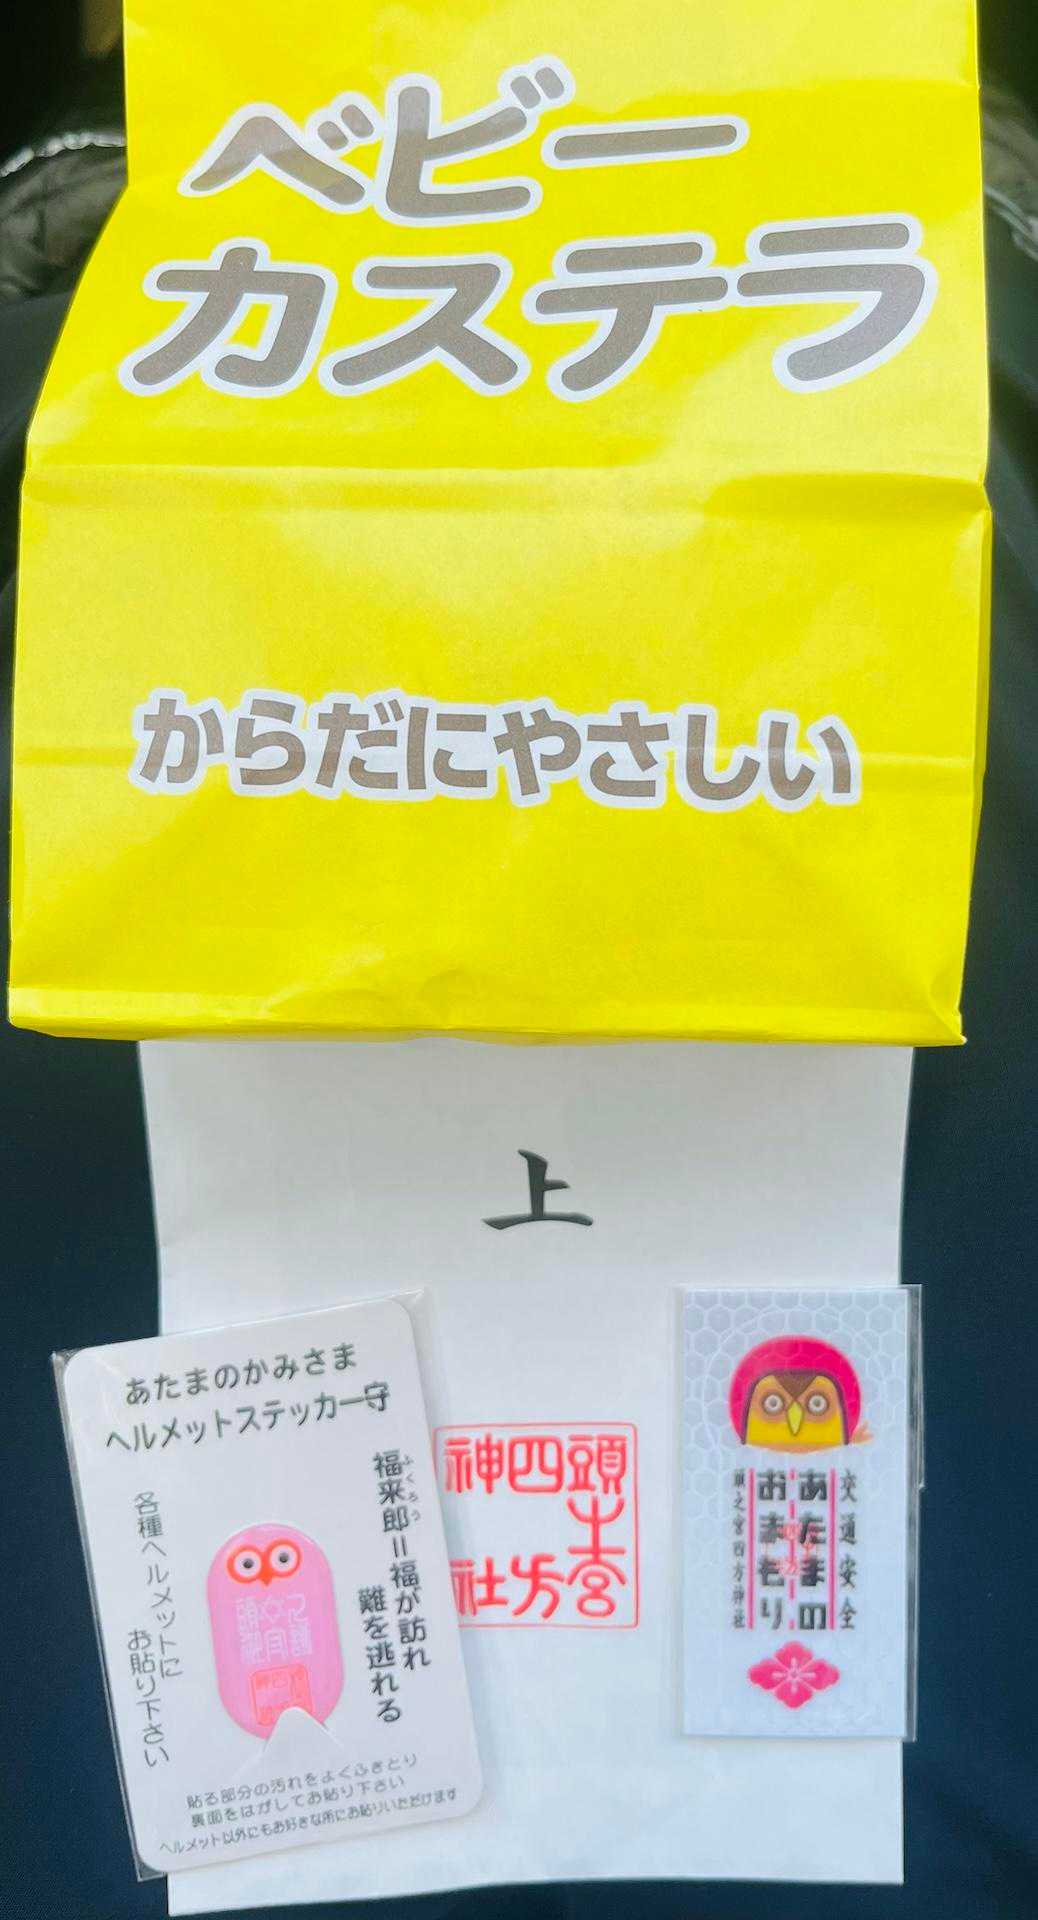 ベビー
カステラ
からだにやさしい
上
あたまのかみさま
ヘルメットステッカー守
福来郎=福が訪れ
ふくろう
難を逃れる
各種ヘルメットに
お貼り下さい
貼る部分の汚れをよくふきとり
裏面をはがしてお貼り下さい
ヘルメット以外にもお好きな所にお貼りいただけます
頭之宮
四方
神社
交通安全
あたまの
おまもり
頭之宮四方神社